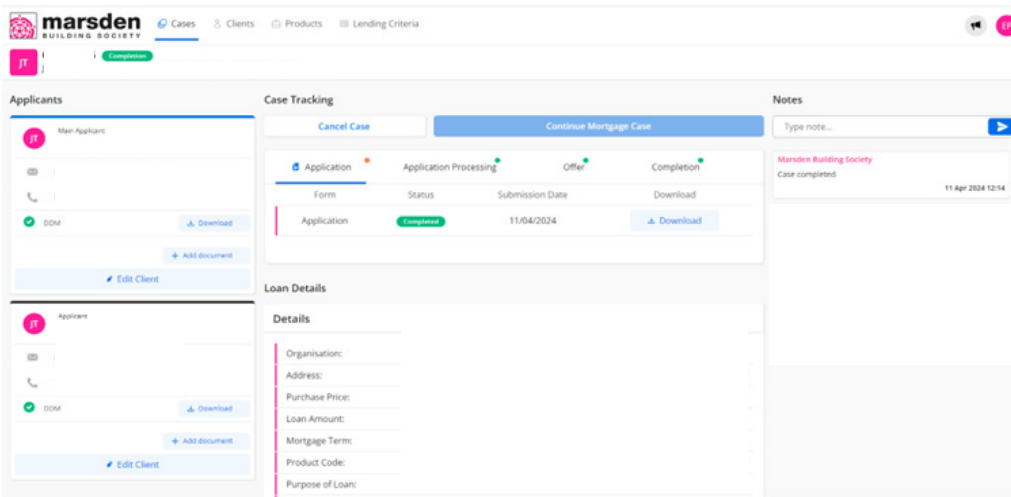 marsden
BUILDING SOCIETY
Cases
Clients
Products
Lending Criteria
EP
JT
Completion
Applicants
JT
Main Applicant
DDM
Download
+ Add document
Edit Client
JT
Applicant
DDM
Download
+ Add document
Edit Client
Case Tracking
Cancel Case
Continue Mortgage Case
Application
Application Processing
Offer
Completion
Form
Status
Submission Date
Download
Application
Completed
11/04/2024
Download
Loan Details
Details
Organisation:
Address:
Purchase Price:
Loan Amount:
Mortgage Term:
Product Code:
Purpose of Loan:
Notes
Type note...
Marsden Building Society
Case completed
11 Apr 2024 12:14